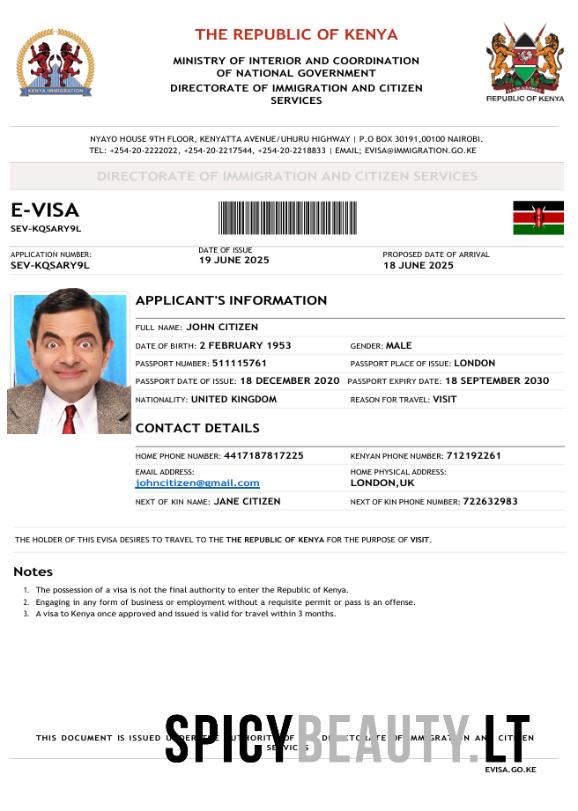 THE REPUBLIC OF KENYA
MINISTRY OF INTERIOR AND COORDINATION
OF NATIONAL GOVERNMENT
DIRECTORATE OF IMMIGRATION AND CITIZEN
SERVICES
KENYA IMMIGRATION
REPUBLIC OF KENYA
NYAYO HOUSE 9TH FLOOR, KENYATTA AVENUE/UHURU HIGHWAY | P.O BOX 30191,00100 NAIROBI.
TEL: +254-20-2222022, +254-20-2217544, +254-20-2218833 | EMAIL; EVISA@IMMIGRATION.GO.KE
DIRECTORATE OF IMMIGRATION AND CITIZEN SERVICES
E-VISA
SEV-KQSARY9L
APPLICATION NUMBER:
SEV-KQSARY9L
DATE OF ISSUE
19 JUNE 2025
PROPOSED DATE OF ARRIVAL
18 JUNE 2025
APPLICANT'S INFORMATION
FULL NAME: JOHN CITIZEN
DATE OF BIRTH: 2 FEBRUARY 1953 GENDER: MALE
PASSPORT NUMBER: 511115761 PASSPORT PLACE OF ISSUE: LONDON
PASSPORT DATE OF ISSUE: 18 DECEMBER 2020 PASSPORT EXPIRY DATE: 18 SEPTEMBER 2030
NATIONALITY: UNITED KINGDOM REASON FOR TRAVEL: VISIT
CONTACT DETAILS
HOME PHONE NUMBER: 4417187817225 KENYAN PHONE NUMBER: 712192261
EMAIL ADDRESS:
johncitizen@gmail.com
HOME PHYSICAL ADDRESS:
LONDON,UK
NEXT OF KIN NAME: JANE CITIZEN NEXT OF KIN PHONE NUMBER: 722632983
THE HOLDER OF THIS EVISA DESIRES TO TRAVEL TO THE THE REPUBLIC OF KENYA FOR THE PURPOSE OF VISIT.
Notes
1. The possession of a visa is not the final authority to enter the Republic of Kenya.
2. Engaging in any form of business or employment without a requisite permit or pass is an offense.
3. A visa to Kenya once approved and issued is valid for travel within 3 months.
SPICYBEAUTY.LT
THIS DOCUMENT IS ISSUED UNDER THE AUTHORITY OF DIRECTORATE OF IMMIGRATION AND CITIZEN
SERVICES
EVISA.GO.KE